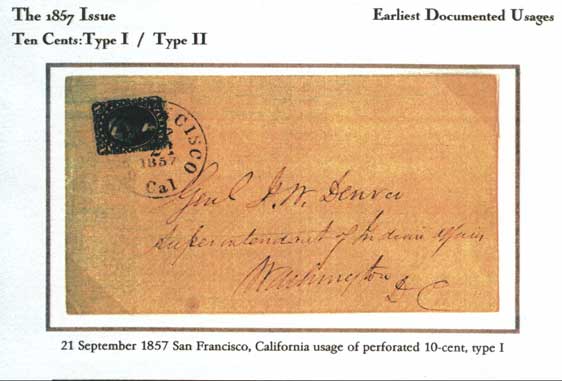 The 1857 Issue
Earliest Documented Usages
Ten Cents: Type I / Type II
CISCO
1857
Cal
Genl J. W. Denver
Superintendent of Indian Affairs
Washington
D C
21 September 1857 San Francisco, California usage of perforated 10-cent, type I